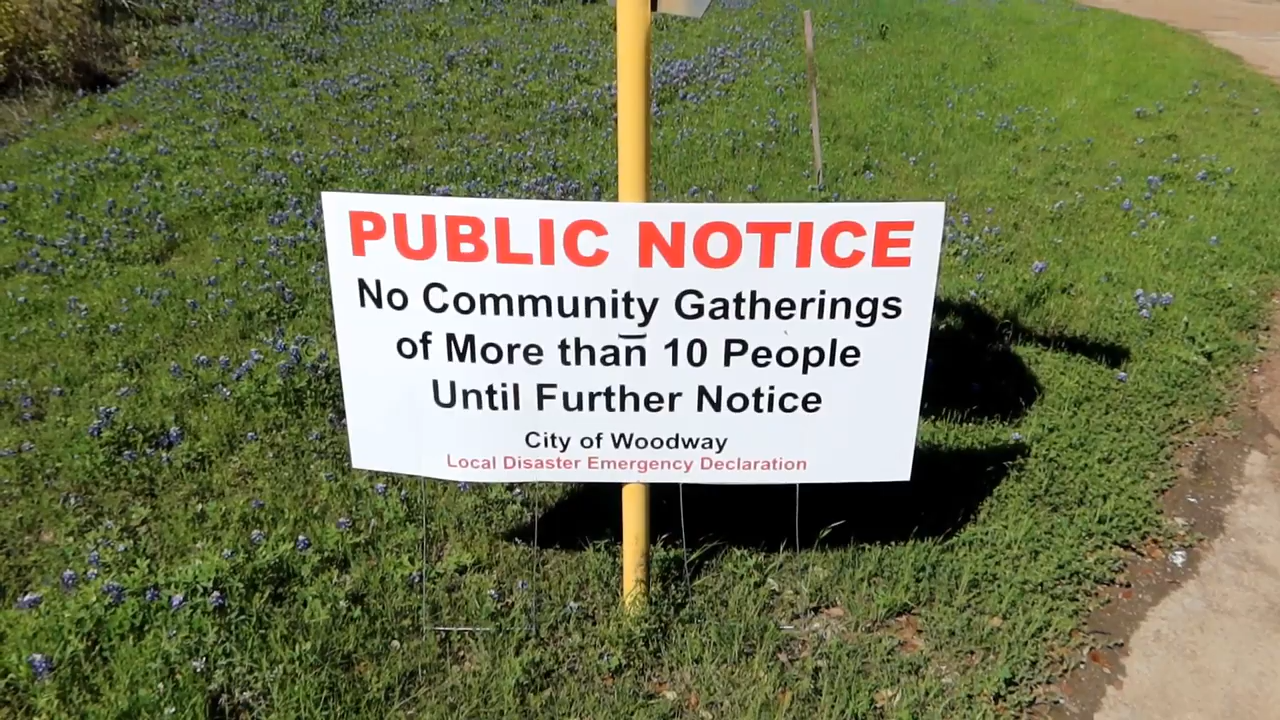 PUBLIC NOTICE
No Community Gatherings
of More than 10 People
Until Further Notice
City of Woodway
Local Disaster Emergency Declaration